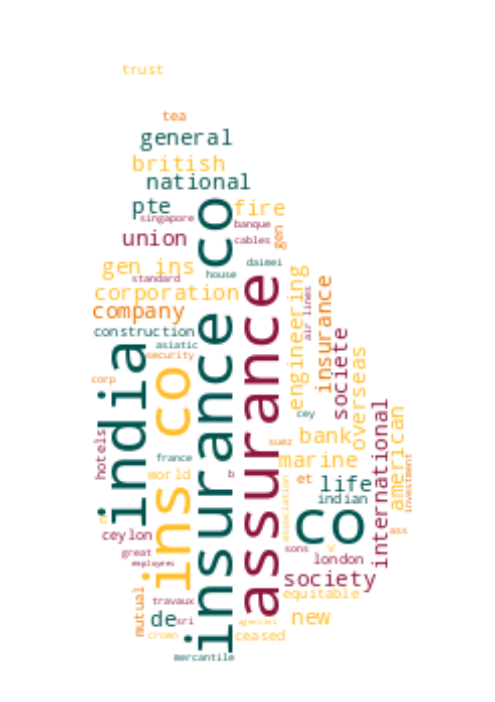 trust
tea
general
british
national
pte
singapore
fire
banque
union
cables
gen
gen ins
daimei
standard
house
corporation
company
construction
asiatic
security
corp
india
ins co
insurance co
assurance
engineering
air lines
insurance
societe
overseas
cey
bank
suez
marine
hotels
france
world
b
et
life
indian
international
american
investment
association
co
ass
ceylon
great
employees
sons
v
london
society
equitable
mutual
travaux
de
sri
agencies
new
crown
ceased
mercantile